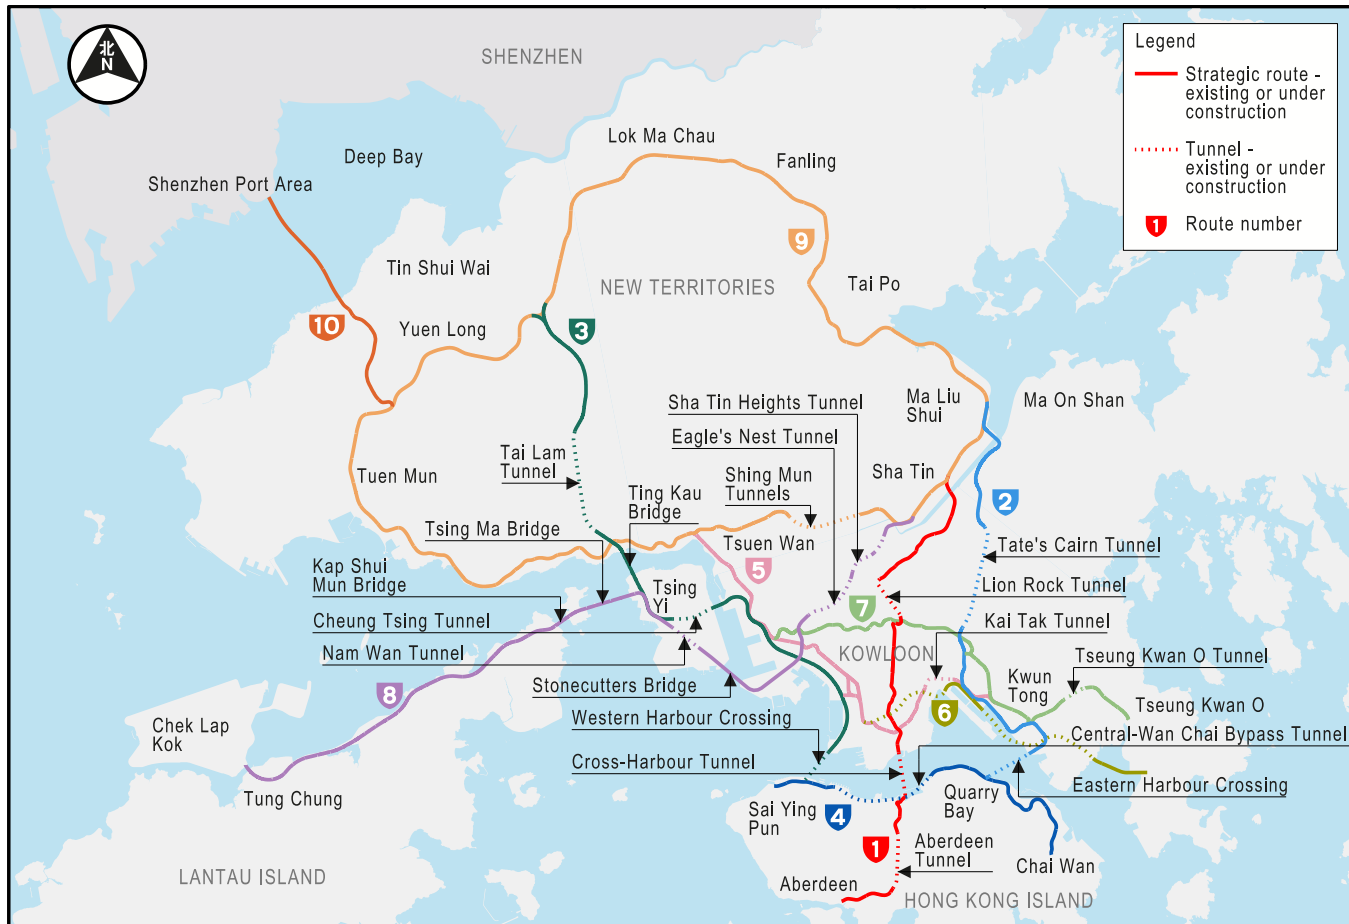 北
N
SHENZHEN
Legend
Strategic route -
existing or under
construction
Tunnel -
existing or under
construction
1
Route number
Lok Ma Chau
Fanling
Deep Bay
Shenzhen Port Area
9
Tin Shui Wai
NEW TERRITORIES
Tai Po
10
Yuen Long
3
Sha Tin Heights Tunnel
Ma Liu
Shui
Ma On Shan
Eagle's Nest Tunnel
Tai Lam
Tunnel
Tuen Mun
Shing Mun
Tunnels
Sha Tin
Ting Kau
Bridge
2
Tsing Ma Bridge
Tsuen Wan
Tate's Cairn Tunnel
Kap Shui
Mun Bridge
5
Tsing
Yi
Lion Rock Tunnel
7
Cheung Tsing Tunnel
Kai Tak Tunnel
Nam Wan Tunnel
KOWLOON
Tseung Kwan O Tunnel
Kwun
Tong
8
Stonecutters Bridge
Tseung Kwan O
6
Western Harbour Crossing
Chek Lap
Kok
Central-Wan Chai Bypass Tunnel
Cross-Harbour Tunnel
Eastern Harbour Crossing
Tung Chung
Quarry
Bay
Sai Ying
Pun
4
1
Aberdeen
Tunnel
Chai Wan
LANTAU ISLAND
Aberdeen
HONG KONG ISLAND